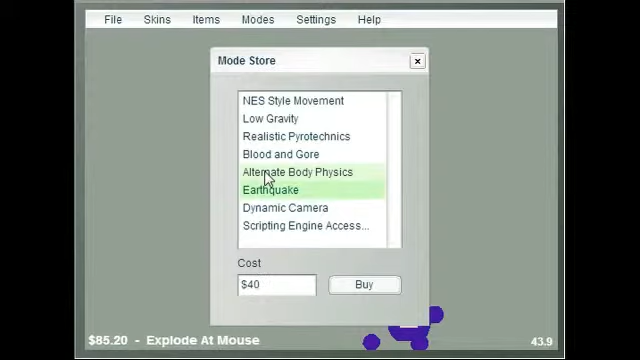 File Skins Items Modes Settings Help
Mode Store
NES Style Movement
Low Gravity
Realistic Pyrotechnics
Blood and Gore
Alternate Body Physics
Earthquake
Dynamic Camera
Scripting Engine Access...
Cost
$40 Buy
$85.20 - Explode At Mouse 43.9